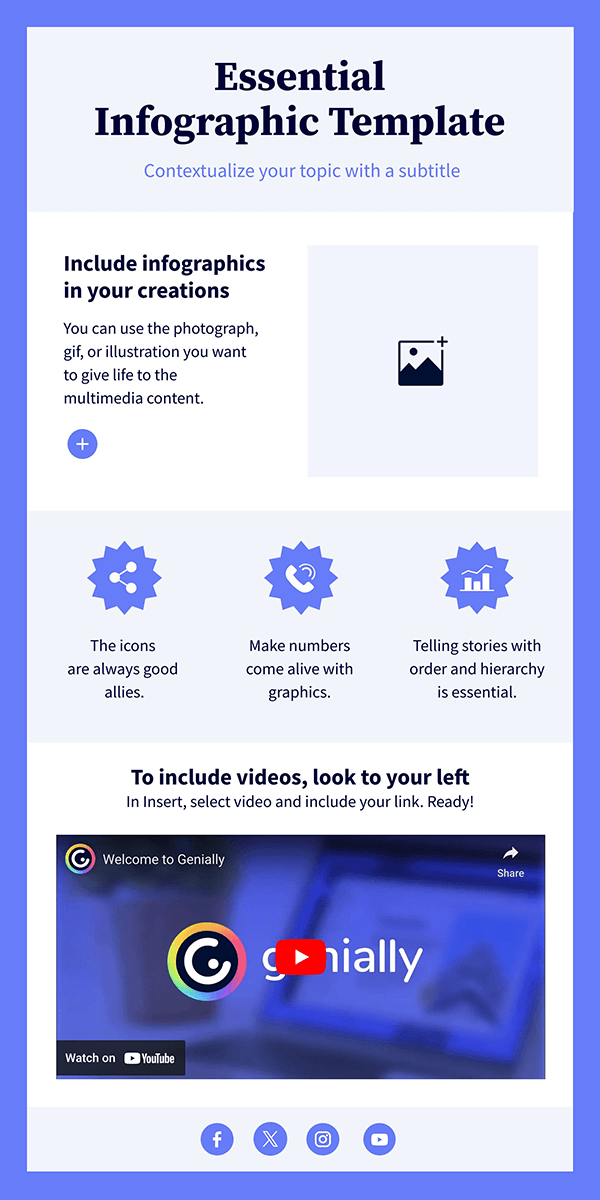 Essential
Infographic Template
Contextualize your topic with a subtitle
Include infographics
in your creations
You can use the photograph,
gif, or illustration you want
to give life to the
multimedia content.
The icons
are always good
allies.
Make numbers
come alive with
graphics.
Telling stories with
order and hierarchy
is essential.
To include videos, look to your left
In Insert, select video and include your link. Ready!
Welcome to Genially
Share
genially
Watch on YouTube